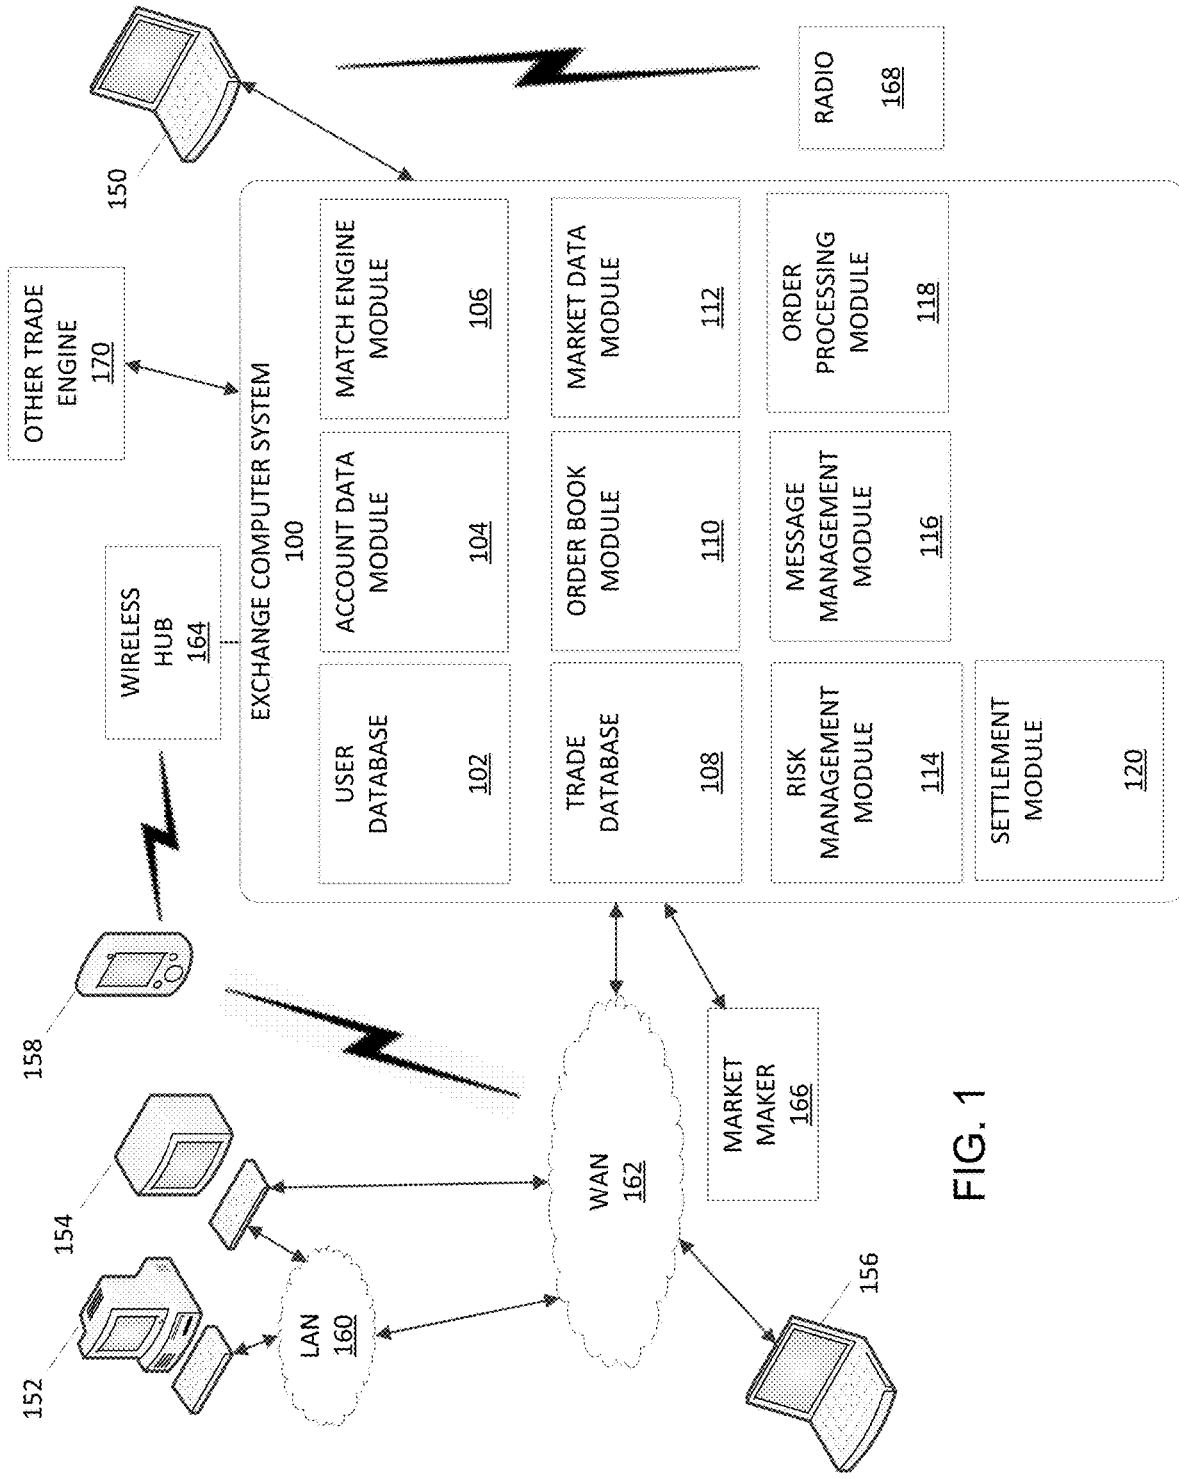 152
154
158
LAN
160
WAN
162
156
MARKET
MAKER
166
WIRELESS
HUB
164
OTHER TRADE
ENGINE
170
150
EXCHANGE COMPUTER SYSTEM
100
USER
DATABASE
102
ACCOUNT DATA
MODULE
104
MATCH ENGINE
MODULE
106
TRADE
DATABASE
108
ORDER BOOK
MODULE
110
MARKET DATA
MODULE
112
RISK
MANAGEMENT
MODULE
114
MESSAGE
MANAGEMENT
MODULE
116
ORDER
PROCESSING
MODULE
118
SETTLEMENT
MODULE
120
RADIO
168
FIG. 1